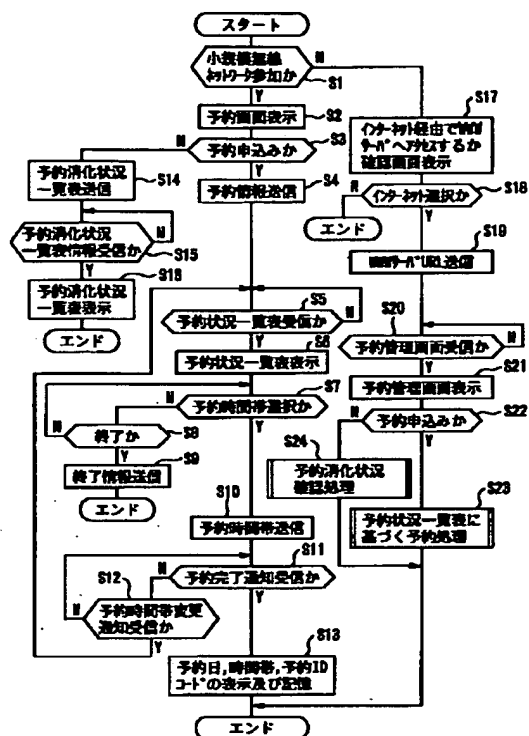 スタート
小規模無線
ネットワーク参加か
S1
N
Y
予約画面表示
S2
予約申込みか
S3
N
Y
予約情報送信
S4
予約消化状況
一覧表送信
S14
予約消化状況
一覧表情報受信か
S15
N
Y
予約消化状況
一覧表表示
S16
エンド
予約状況一覧表受信か
S5
N
Y
予約状況一覧表表示
S6
予約時間帯選択か
S7
N
Y
終了か
S8
N
Y
終了情報送信
S9
エンド
予約時間帯送信
S10
予約完了通知受信か
S11
N
Y
予約時間帯変更
通知受信か
S12
N
Y
予約日,時間帯,予約ID
コードの表示及び記憶
S13
エンド
インターネット経由でWWW
サーバへアクセスするか
確認画面表示
S17
インターネット選択か
S18
N
Y
エンド
WWWサーバURL送信
S19
予約管理画面受信か
S20
N
Y
予約管理画面表示
S21
予約申込みか
S22
N
Y
予約消化状況
確認処理
S24
予約状況一覧表に
基づく予約処理
S23